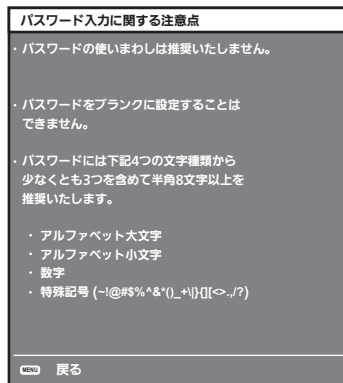 パスワード入力に関する注意点
・パスワードの使いまわしは推奨いたしません。
・パスワードをブランクに設定することは
できません。
・パスワードには下記4つの文字種類から
少なくとも3つを含めて半角8文字以上を
推奨いたします。
・ アルファベット大文字
・ アルファベット小文字
・ 数字
・ 特殊記号 (~!@#$%^&*()_+\|}{][<>.,/?)
MENU 戻る